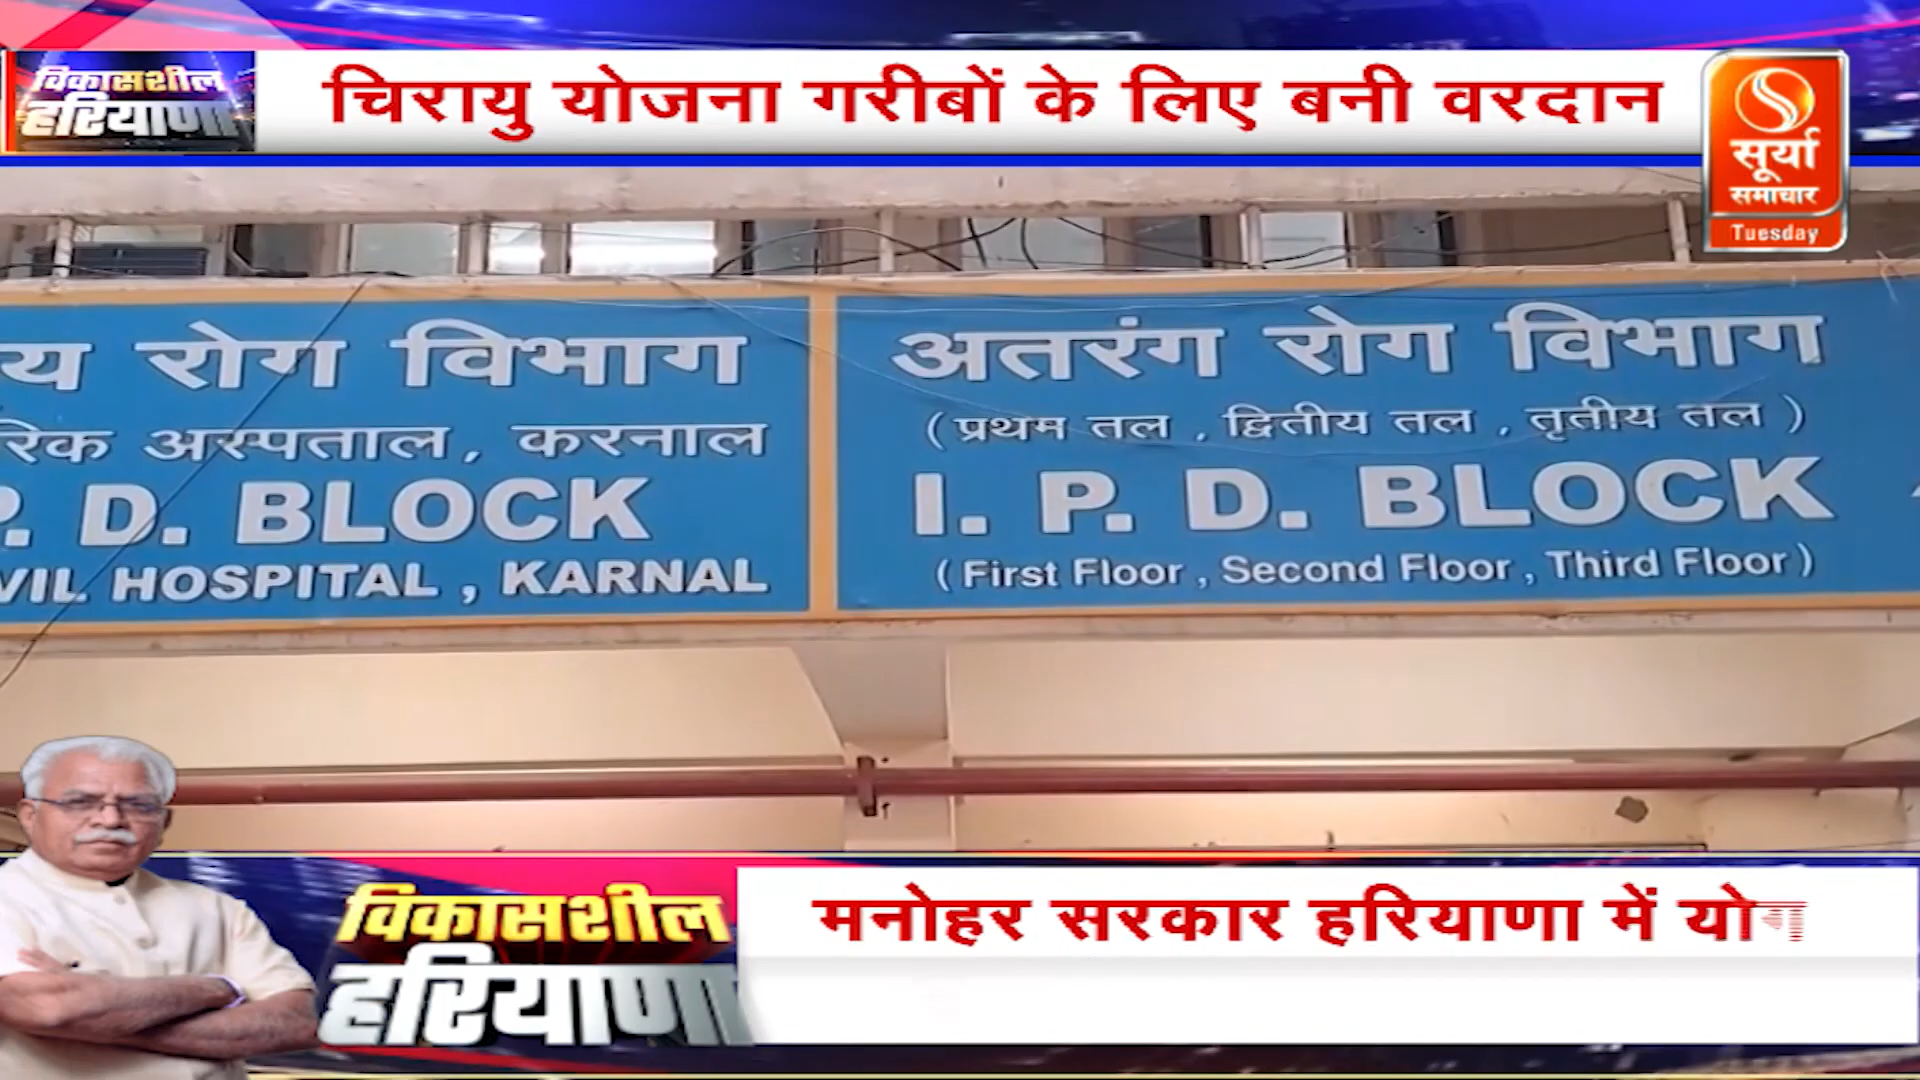 विकासशील
हरियाणा
चिरायु योजना गरीबों के लिए बनी वरदान
सूर्या
समाचार
Tuesday
रोग विभाग
अस्पताल, करनाल
D. BLOCK
HOSPITAL , KARNAL
अतरंग रोग विभाग
( प्रथम तल , द्वितीय तल , तृतीय तल )
I. P. D. BLOCK
( First Floor , Second Floor , Third Floor )
विकासशील
हरियाणा
मनोहर सरकार हरियाणा में